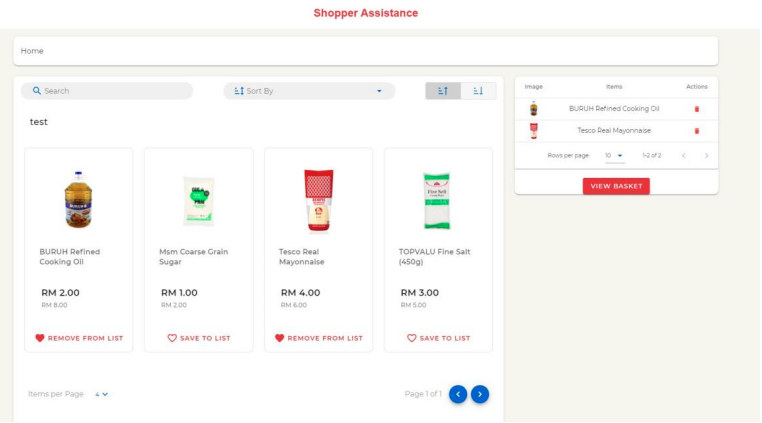 Shopper Assistance
Home
Search
Sort By
test
BURUH Refined
Cooking Oil
RM 2.00
RM 8.00
REMOVE FROM LIST
Msm Coarse Grain
Sugar
RM 1.00
RM 2.00
SAVE TO LIST
Tesco Real
Mayonnaise
RM 4.00
RM 6.00
REMOVE FROM LIST
TOPVALU Fine Salt
(450g)
RM 3.00
RM 5.00
SAVE TO LIST
Items per Page 4
Page 1 of 1
Image Items Actions
BURUH Refined Cooking Oil
Tesco Real Mayonnaise
Rows per page: 10 1-2 of 2
VIEW BASKET